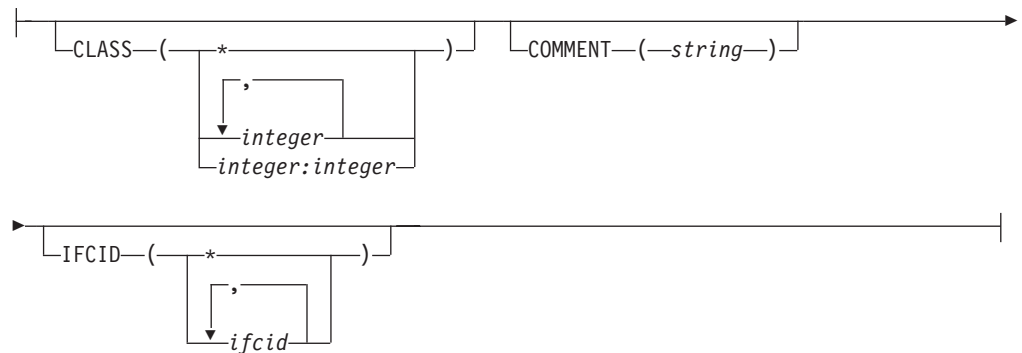 CLASS ( * ) COMMENT ( string )
,
integer
integer:integer
IFCID ( * )
,
ifcid